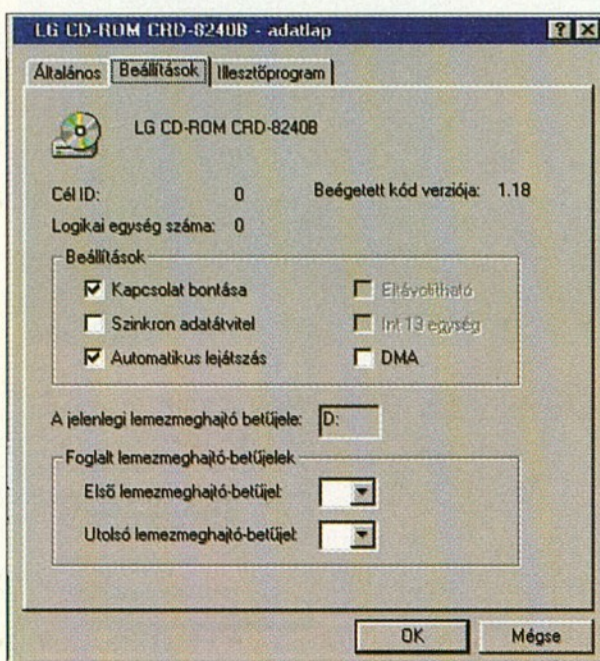 LG CD-ROM CRD-8240B - adatlap
Általános Beállítások Illesztőprogram
LG CD-ROM CRD-8240B
Cél ID: 0 Beégetett kód verziója: 1.18
Logikai egység száma: 0
Beállítások
Kapcsolat bontása Eltávolítható
Szinkron adatátvitel Int 13 egység
Automatikus lejátszás DMA
A jelenlegi lemezmeghajtó betűjele: D:
Foglalt lemezmeghajtó-betűjelek
Első lemezmeghajtó-betűjel:
Utolsó lemezmeghajtó-betűjel:
OK Mégse